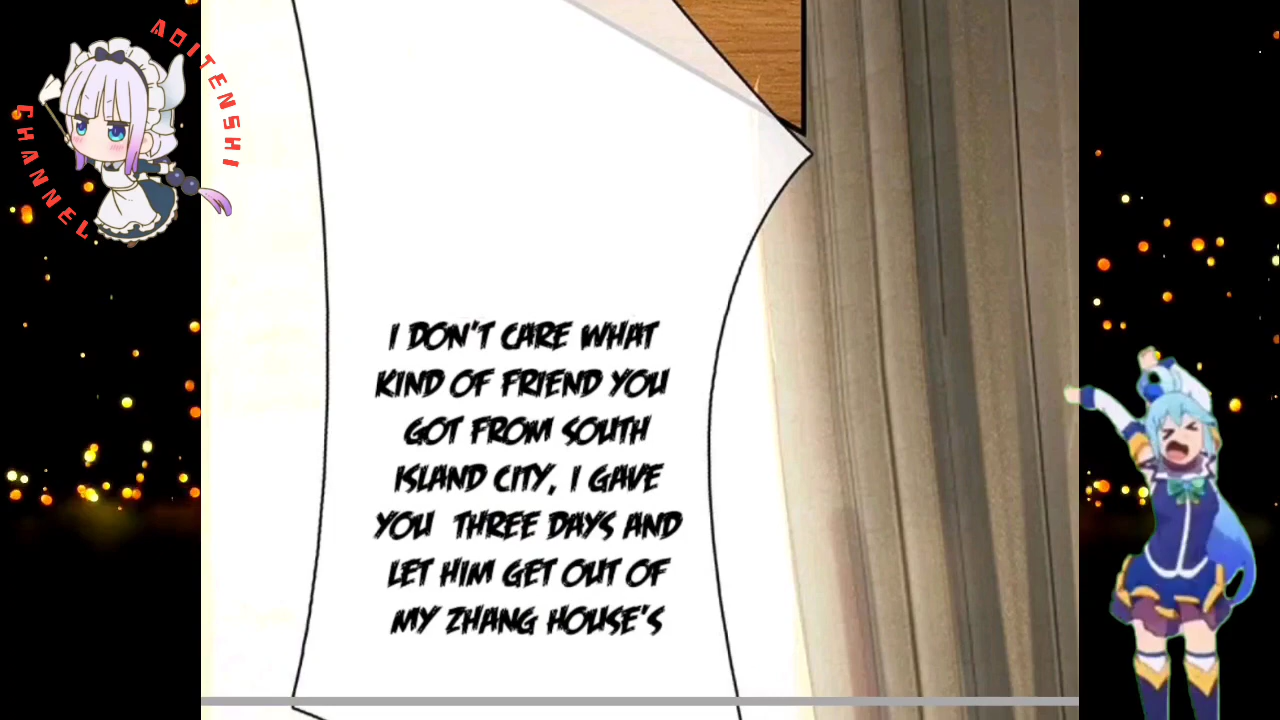 AOITENSHI
CHANNEL
I DON'T CARE WHAT
KIND OF FRIEND YOU
GOT FROM SOUTH
ISLAND CITY, I GAVE
YOU THREE DAYS AND
LET HIM GET OUT OF
MY ZHANG HOUSE'S